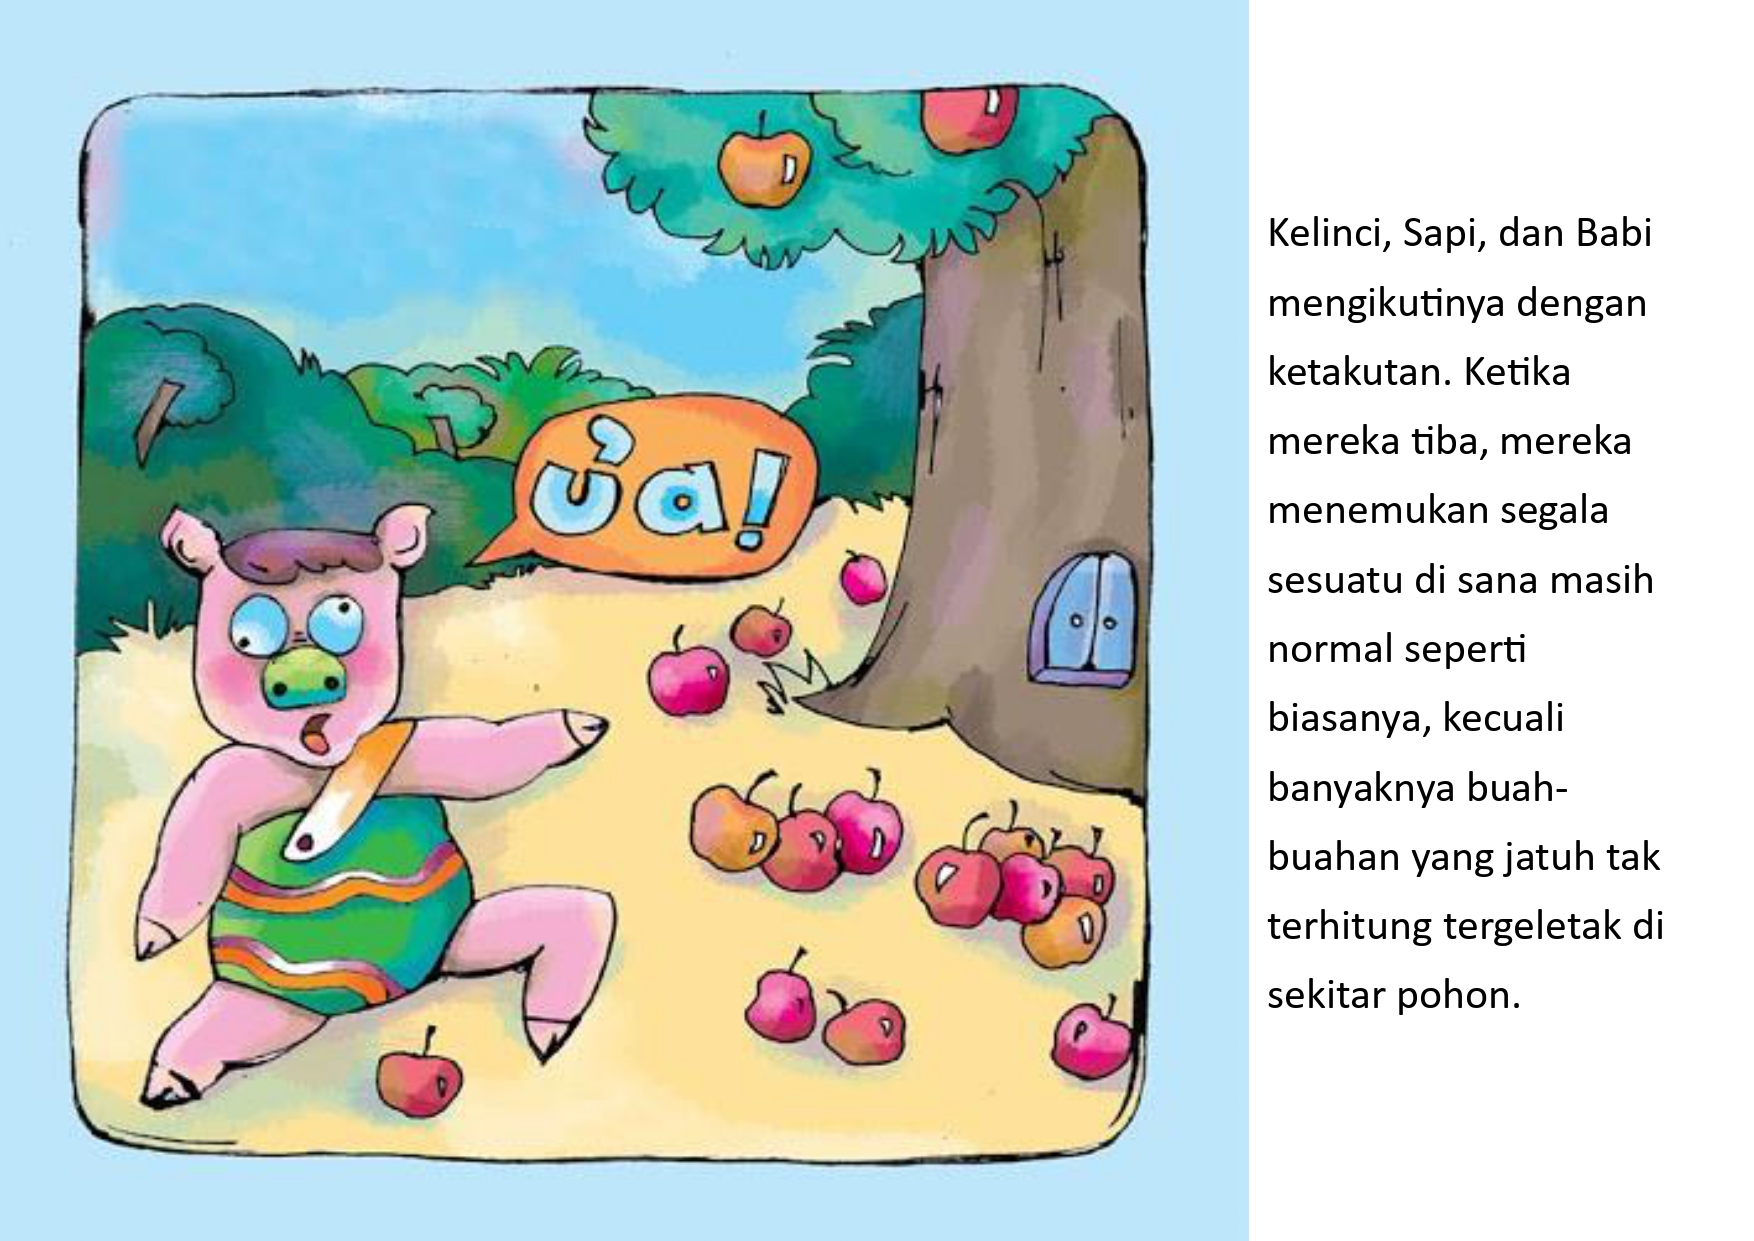 ủa!
Kelinci, Sapi, dan Babi
mengikutinya dengan
ketakutan. Ketika
mereka tiba, mereka
menemukan segala
sesuatu di sana masih
normal seperti
biasanya, kecuali
banyaknya buah-
buahan yang jatuh tak
terhitung tergeletak di
sekitar pohon.